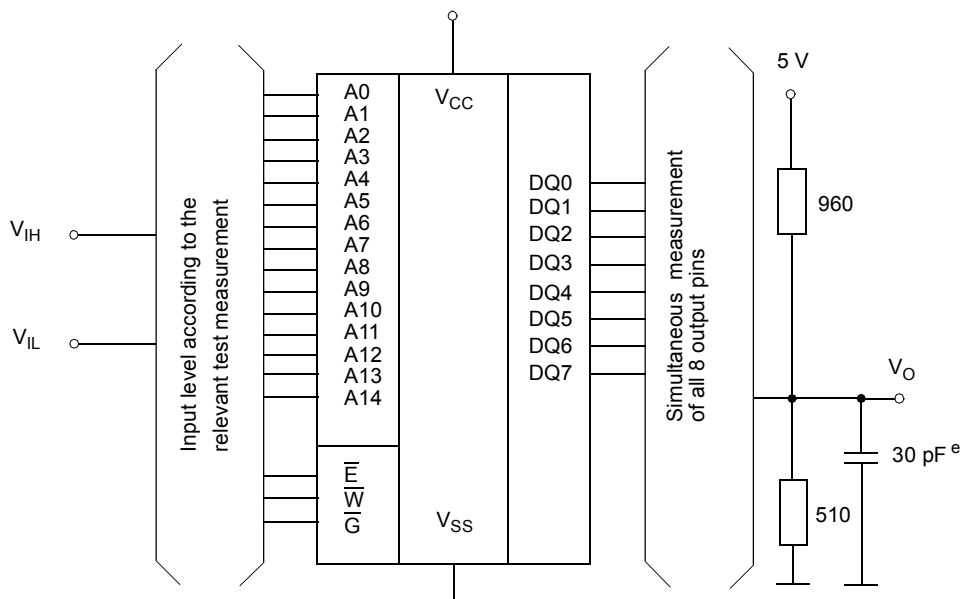 V_IH
V_IL
Input level according to the
relevant test measurement
A0
A1
A2
A3
A4
A5
A6
A7
A8
A9
A10
A11
A12
A13
A14
E̅
W̅
G̅
V_CC
V_SS
DQ0
DQ1
DQ2
DQ3
DQ4
DQ5
DQ6
DQ7
Simultaneous measurement
of all 8 output pins
5 V
960
V_O
30 pF ᵉ
510